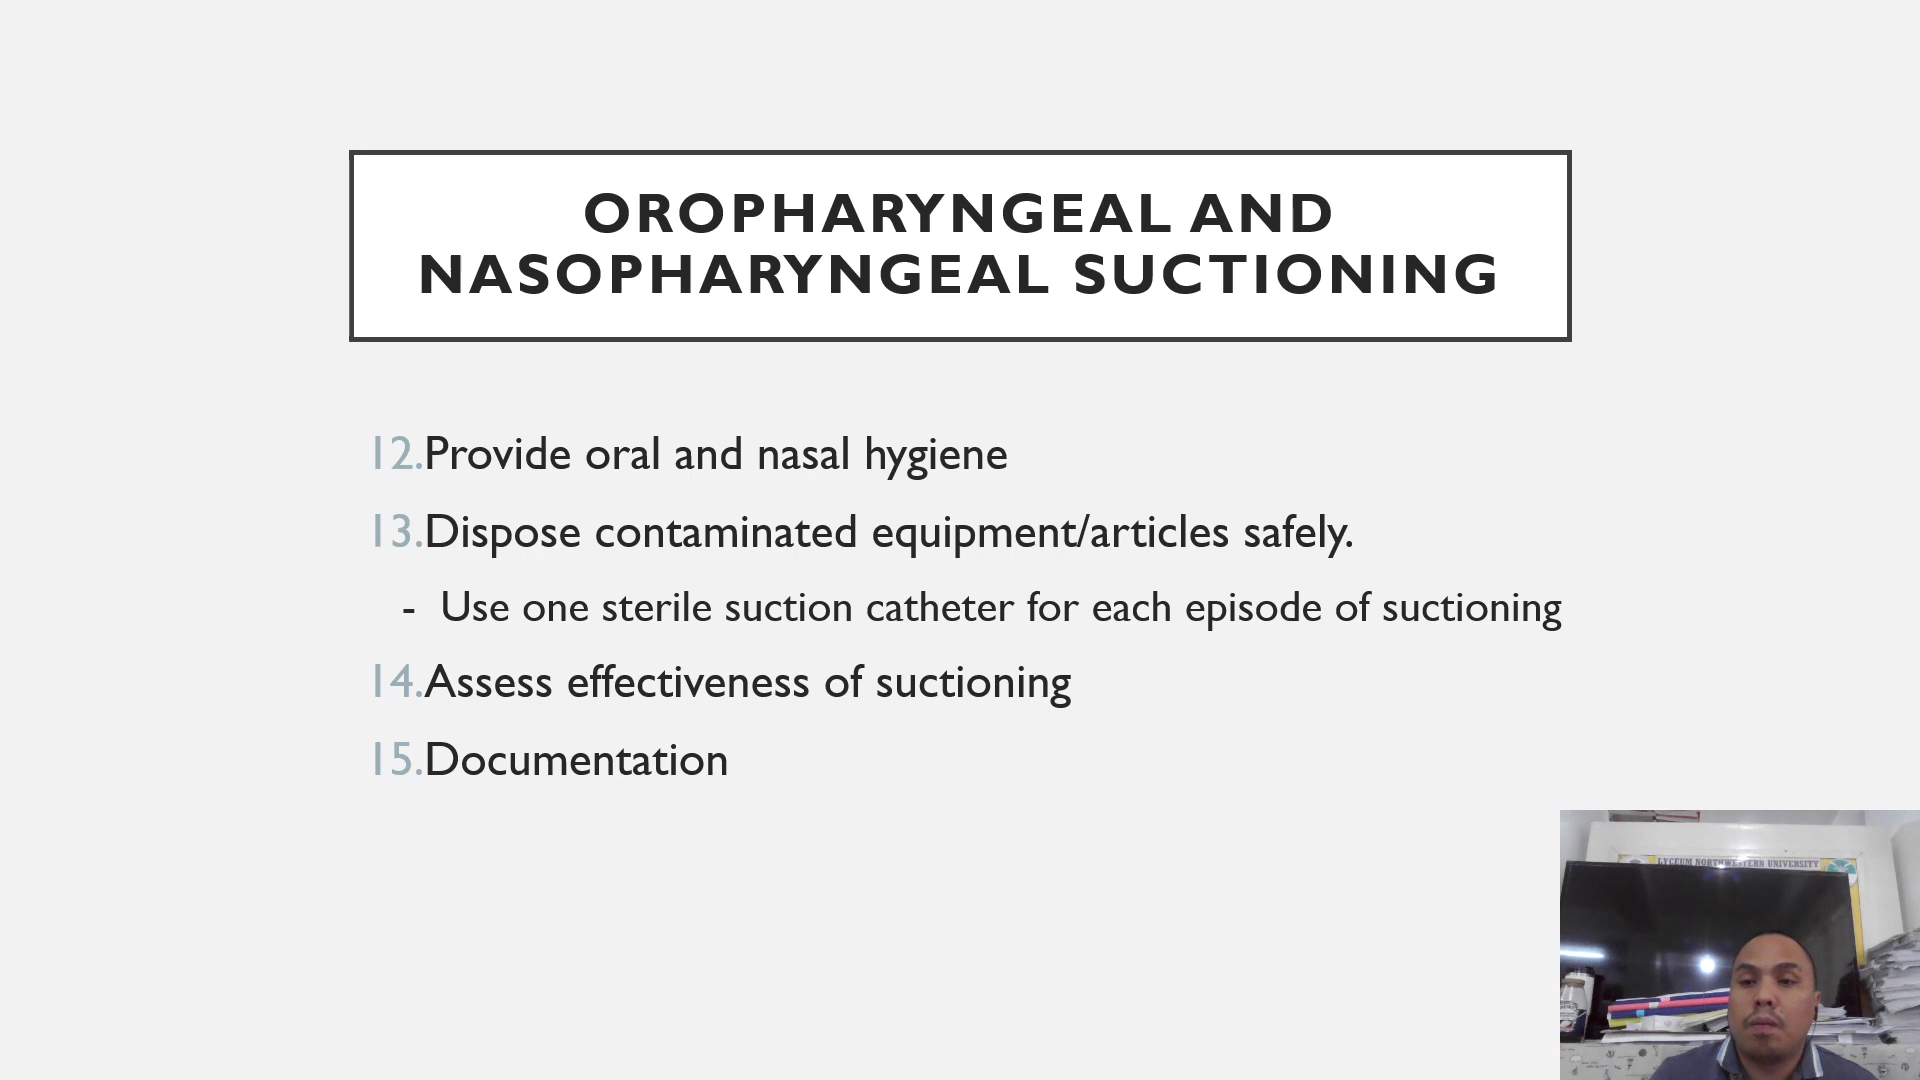 OROPHARYNGEAL AND
NASOPHARYNGEAL SUCTIONING
12.Provide oral and nasal hygiene
13.Dispose contaminated equipment/articles safely.
- Use one sterile suction catheter for each episode of suctioning
14.Assess effectiveness of suctioning
15.Documentation
LYCEUM NORTHWESTERN UNIVERSITY